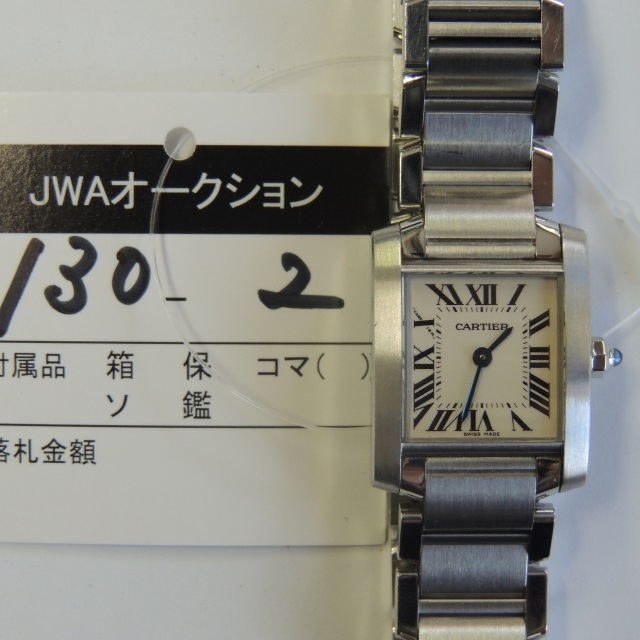 JWAオークション
130-2
付属品 箱 保 コマ( )
ソ 鑑
落札金額
XII
CARTIER
SWISS MADE